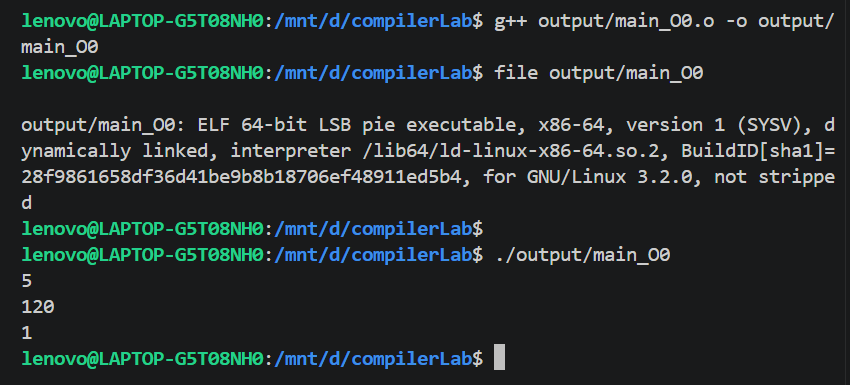 lenovo@LAPTOP-G5T08NH0:/mnt/d/compilerLab$ g++ output/main_O0.o -o output/
main_O0
lenovo@LAPTOP-G5T08NH0:/mnt/d/compilerLab$ file output/main_O0
output/main_O0: ELF 64-bit LSB pie executable, x86-64, version 1 (SYSV), d
ynamically linked, interpreter /lib64/ld-linux-x86-64.so.2, BuildID[sha1]=
28f9861658df36d41be9b8b18706ef48911ed5b4, for GNU/Linux 3.2.0, not strippe
d
lenovo@LAPTOP-G5T08NH0:/mnt/d/compilerLab$
lenovo@LAPTOP-G5T08NH0:/mnt/d/compilerLab$ ./output/main_O0
5
120
1
lenovo@LAPTOP-G5T08NH0:/mnt/d/compilerLab$